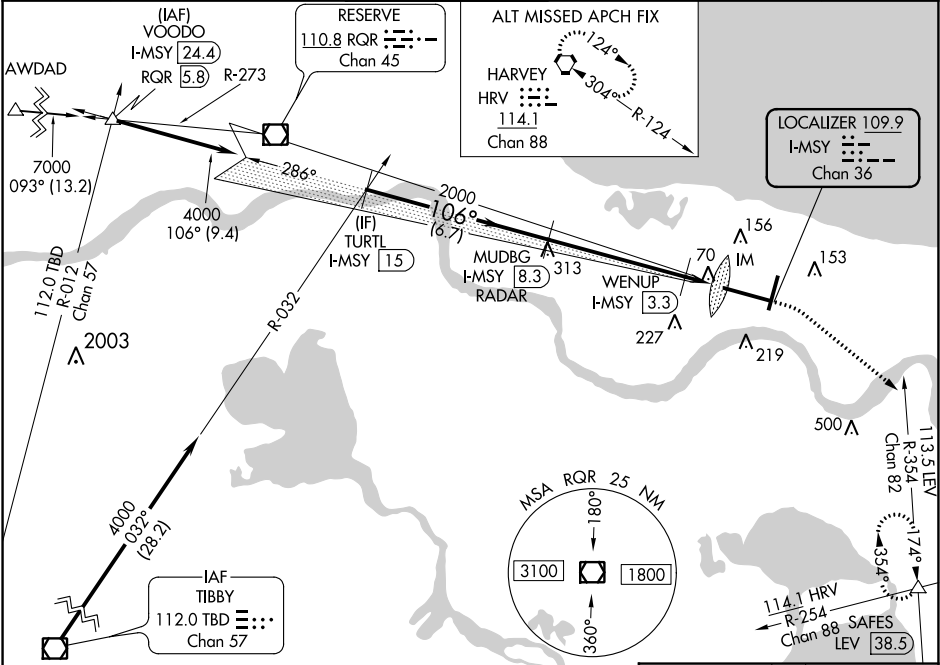 (IAF)
VOODO
I-MSY 24.4
RQR 5.8
AWDAD
R-273
RESERVE
110.8 RQR
Chan 45
ALT MISSED APCH FIX
HARVEY
HRV
114.1
Chan 88
124°
304°
R-124
LOCALIZER 109.9
I-MSY
Chan 36
7000
093° (13.2)
4000
106° (9.4)
286°
2000
106°
(6.7)
(IF)
TURTL
I-MSY 15
MUDBG
I-MSY 8.3
RADAR
313
WENUP
I-MSY 3.3
70
IM
156
153
227
219
500
112.0 TBD
R-012
Chan 57
2003
R-032
4000
032°
(28.2)
IAF
TIBBY
112.0 TBD
Chan 57
MSA RQR 25 NM
180°
3100
1800
360°
113.5 LEV
R-354
Chan 82
174°
354°
114.1 HRV
R-254
Chan 88
SAFES
LEV 38.5